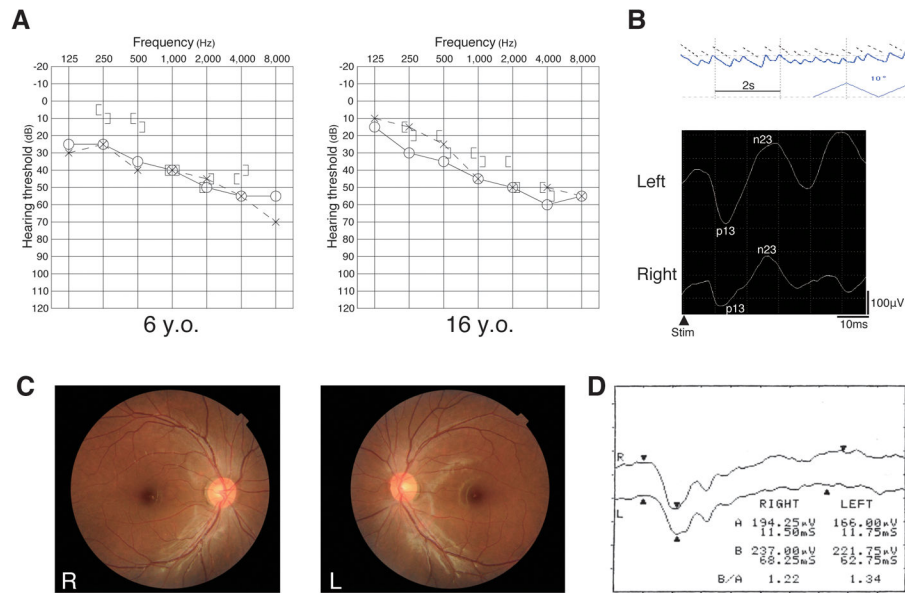 A
Frequency (Hz)
125 250 500 1,000 2,000 4,000 8,000
Hearing threshold (dB)
-20
-10
0
10
20
30
40
50
60
70
80
90
100
110
120
6 y.o.
Frequency (Hz)
125 250 500 1,000 2,000 4,000 8,000
Hearing threshold (dB)
-20
-10
0
10
20
30
40
50
60
70
80
90
100
110
120
16 y.o.
B
10°
2s
Left
n23
p13
Right
n23
p13
100μV
10ms
Stim
C
R
L
D
R
L
RIGHT LEFT
A 194.25uV 166.00uV
11.50mS 11.75mS
B 237.00uV 221.75uV
68.25mS 62.75mS
B/A 1.22 1.34